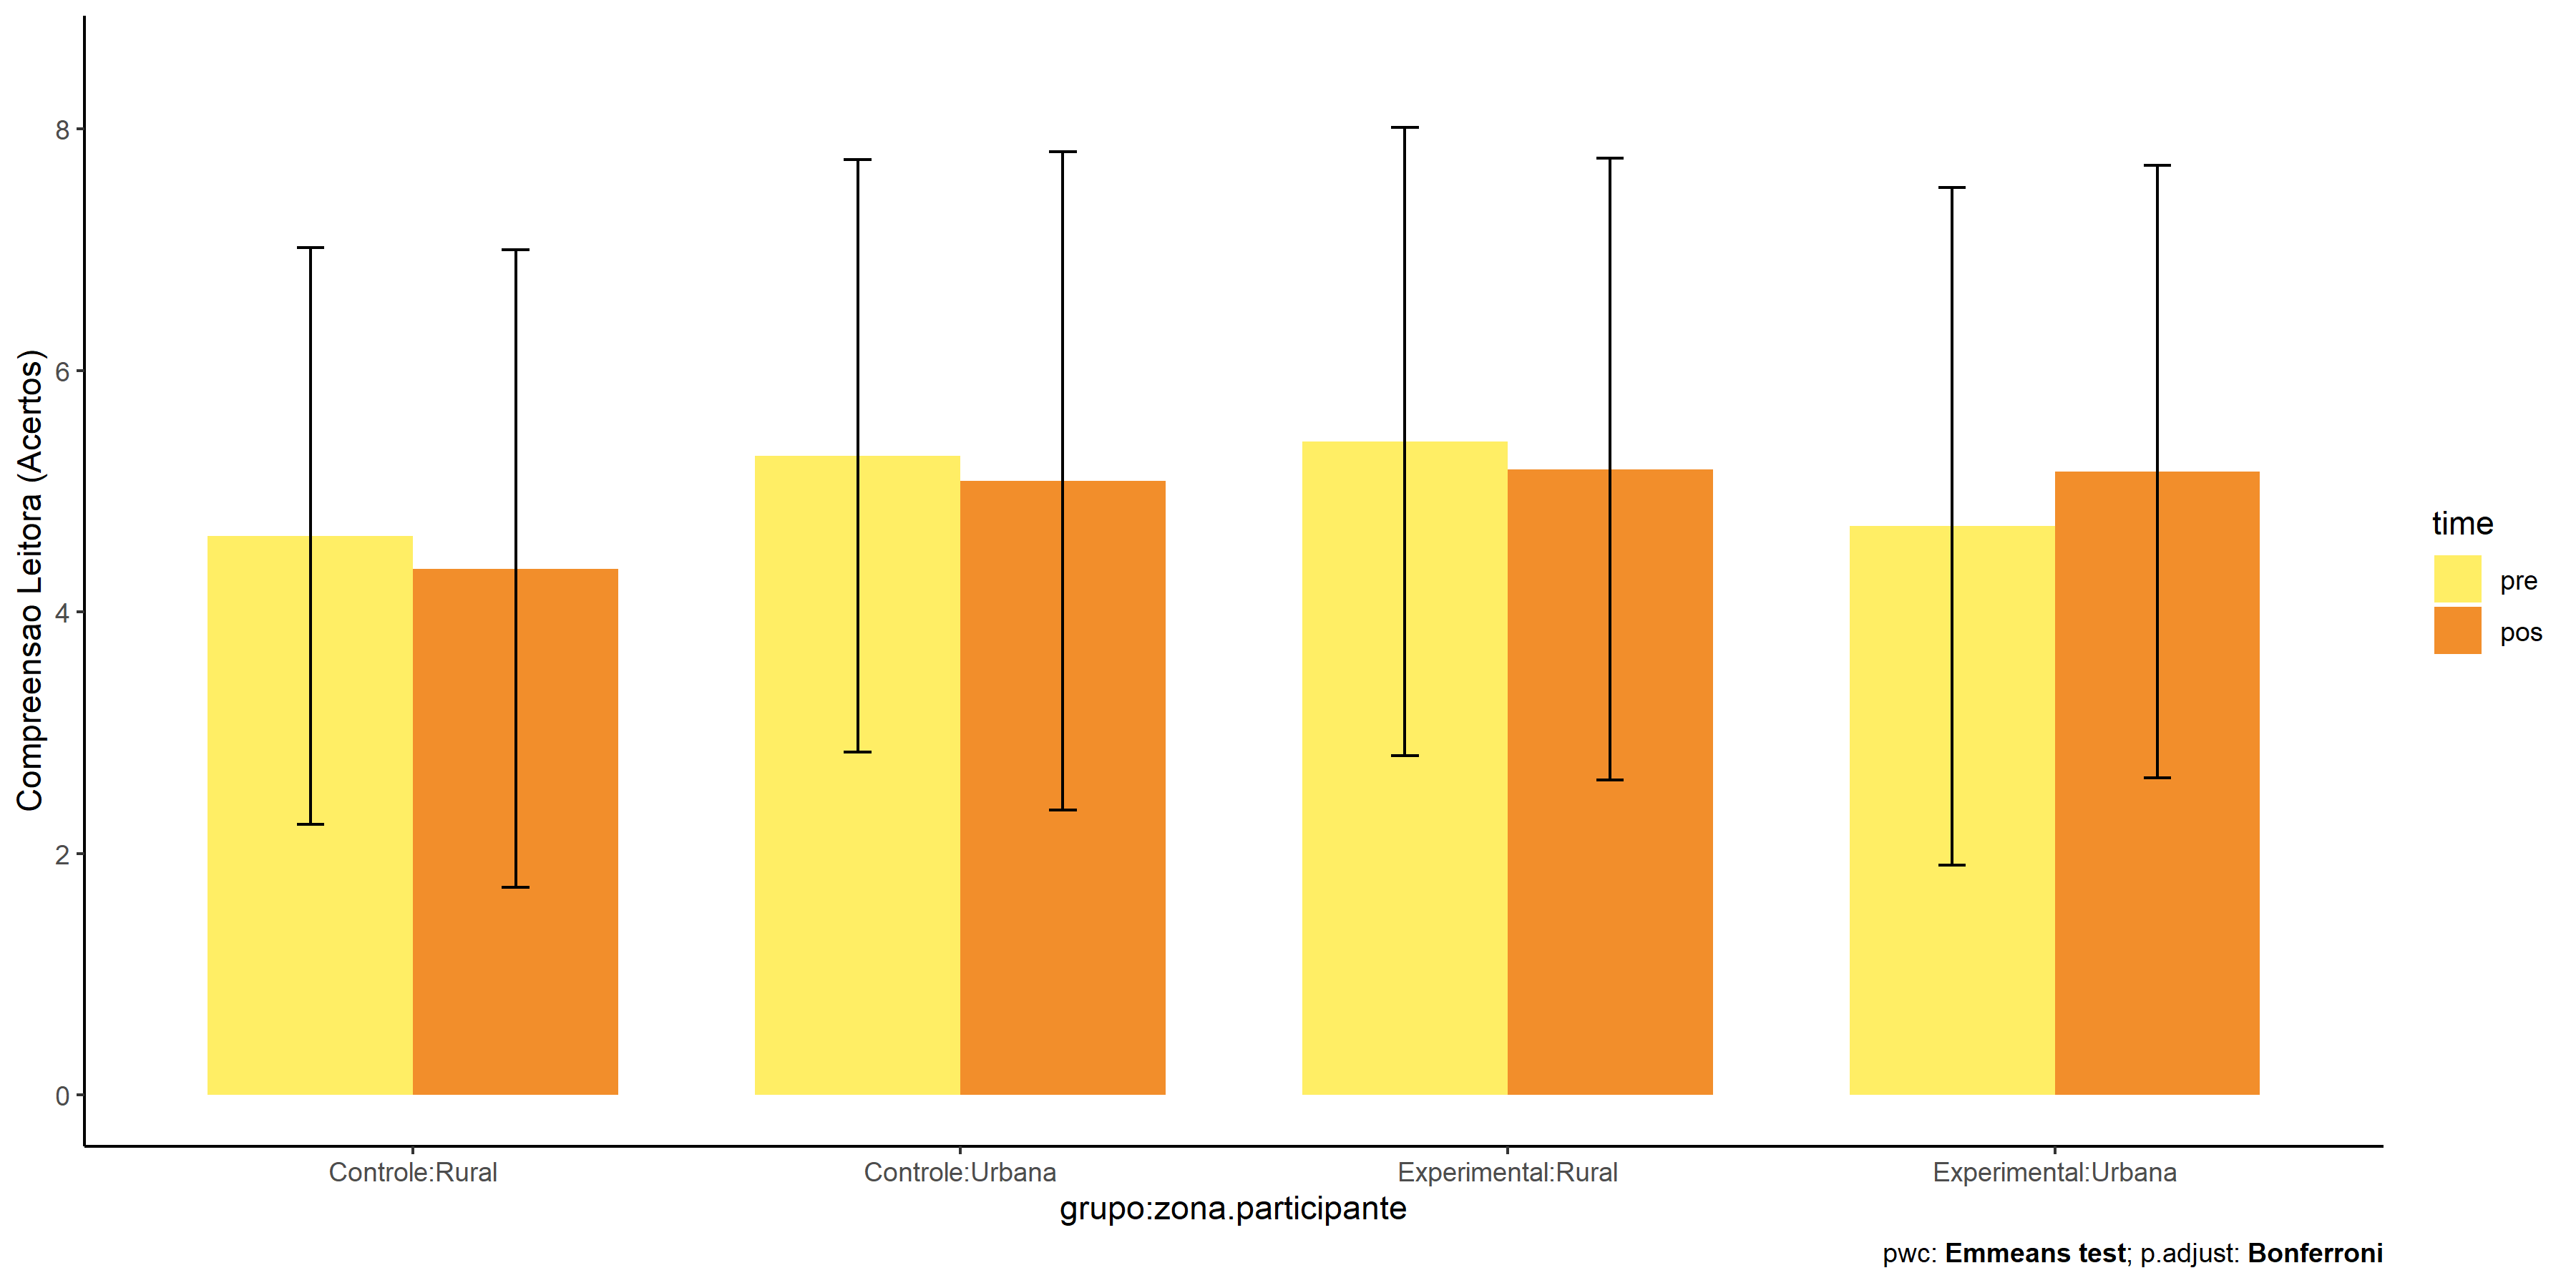 Compreensao Leitora (Acertos)
8
6
4
2
0
Controle:Rural
Controle:Urbana
Experimental:Rural
Experimental:Urbana
grupo:zona.participante
time
pre
pos
pwc: Emmeans test; p.adjust: Bonferroni